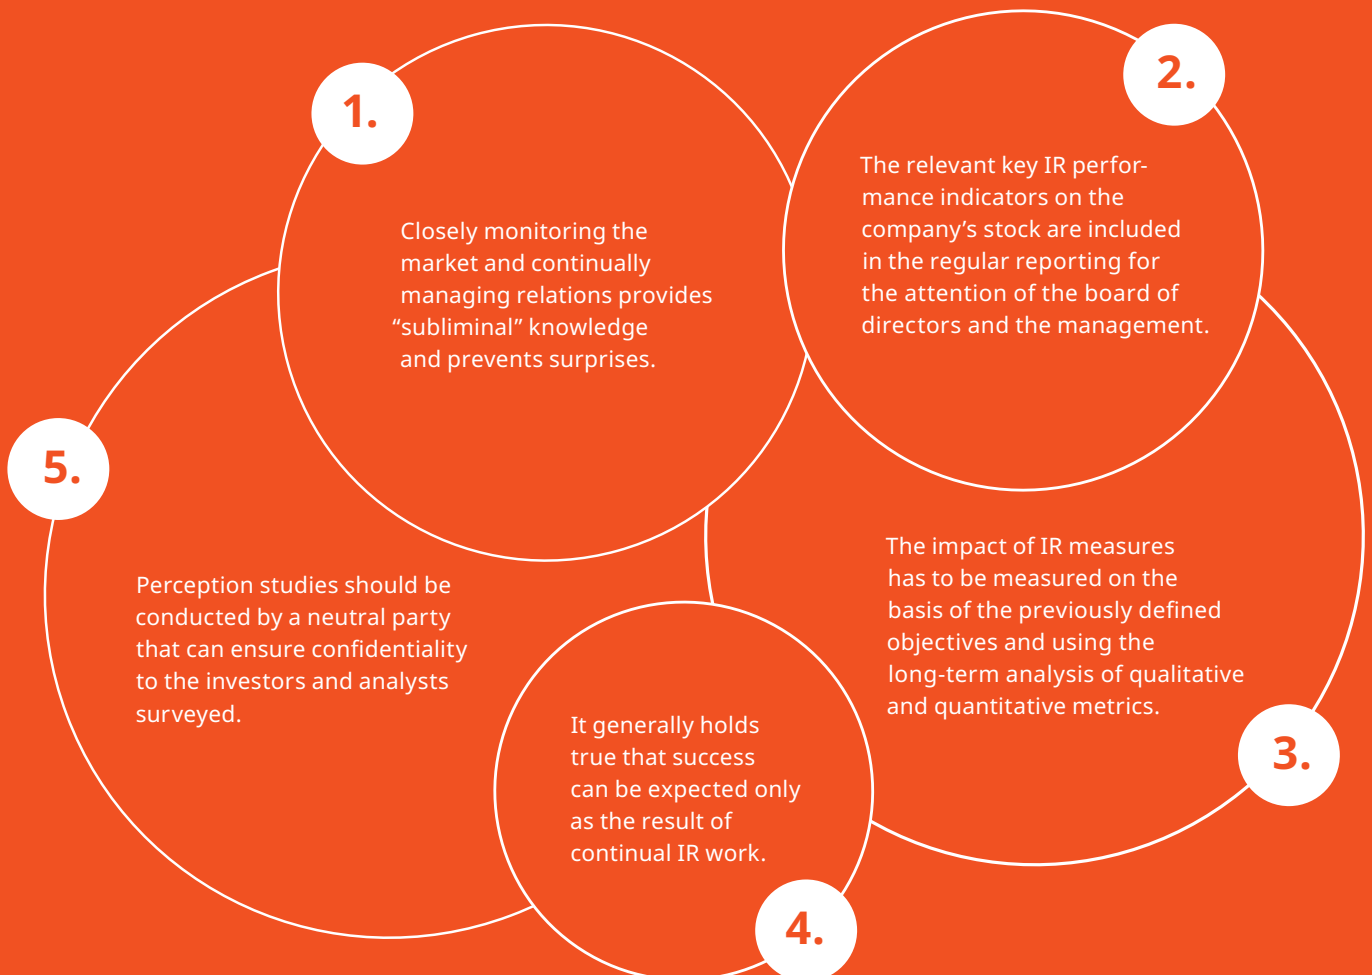 1.
Closely monitoring the
market and continually
managing relations provides
“subliminal” knowledge
and prevents surprises.
2.
The relevant key IR perfor-
mance indicators on the
company’s stock are included
in the regular reporting for
the attention of the board of
directors and the management.
3.
The impact of IR measures
has to be measured on the
basis of the previously defined
objectives and using the
long-term analysis of qualitative
and quantitative metrics.
4.
It generally holds
true that success
can be expected only
as the result of
continual IR work.
5.
Perception studies should be
conducted by a neutral party
that can ensure confidentiality
to the investors and analysts
surveyed.